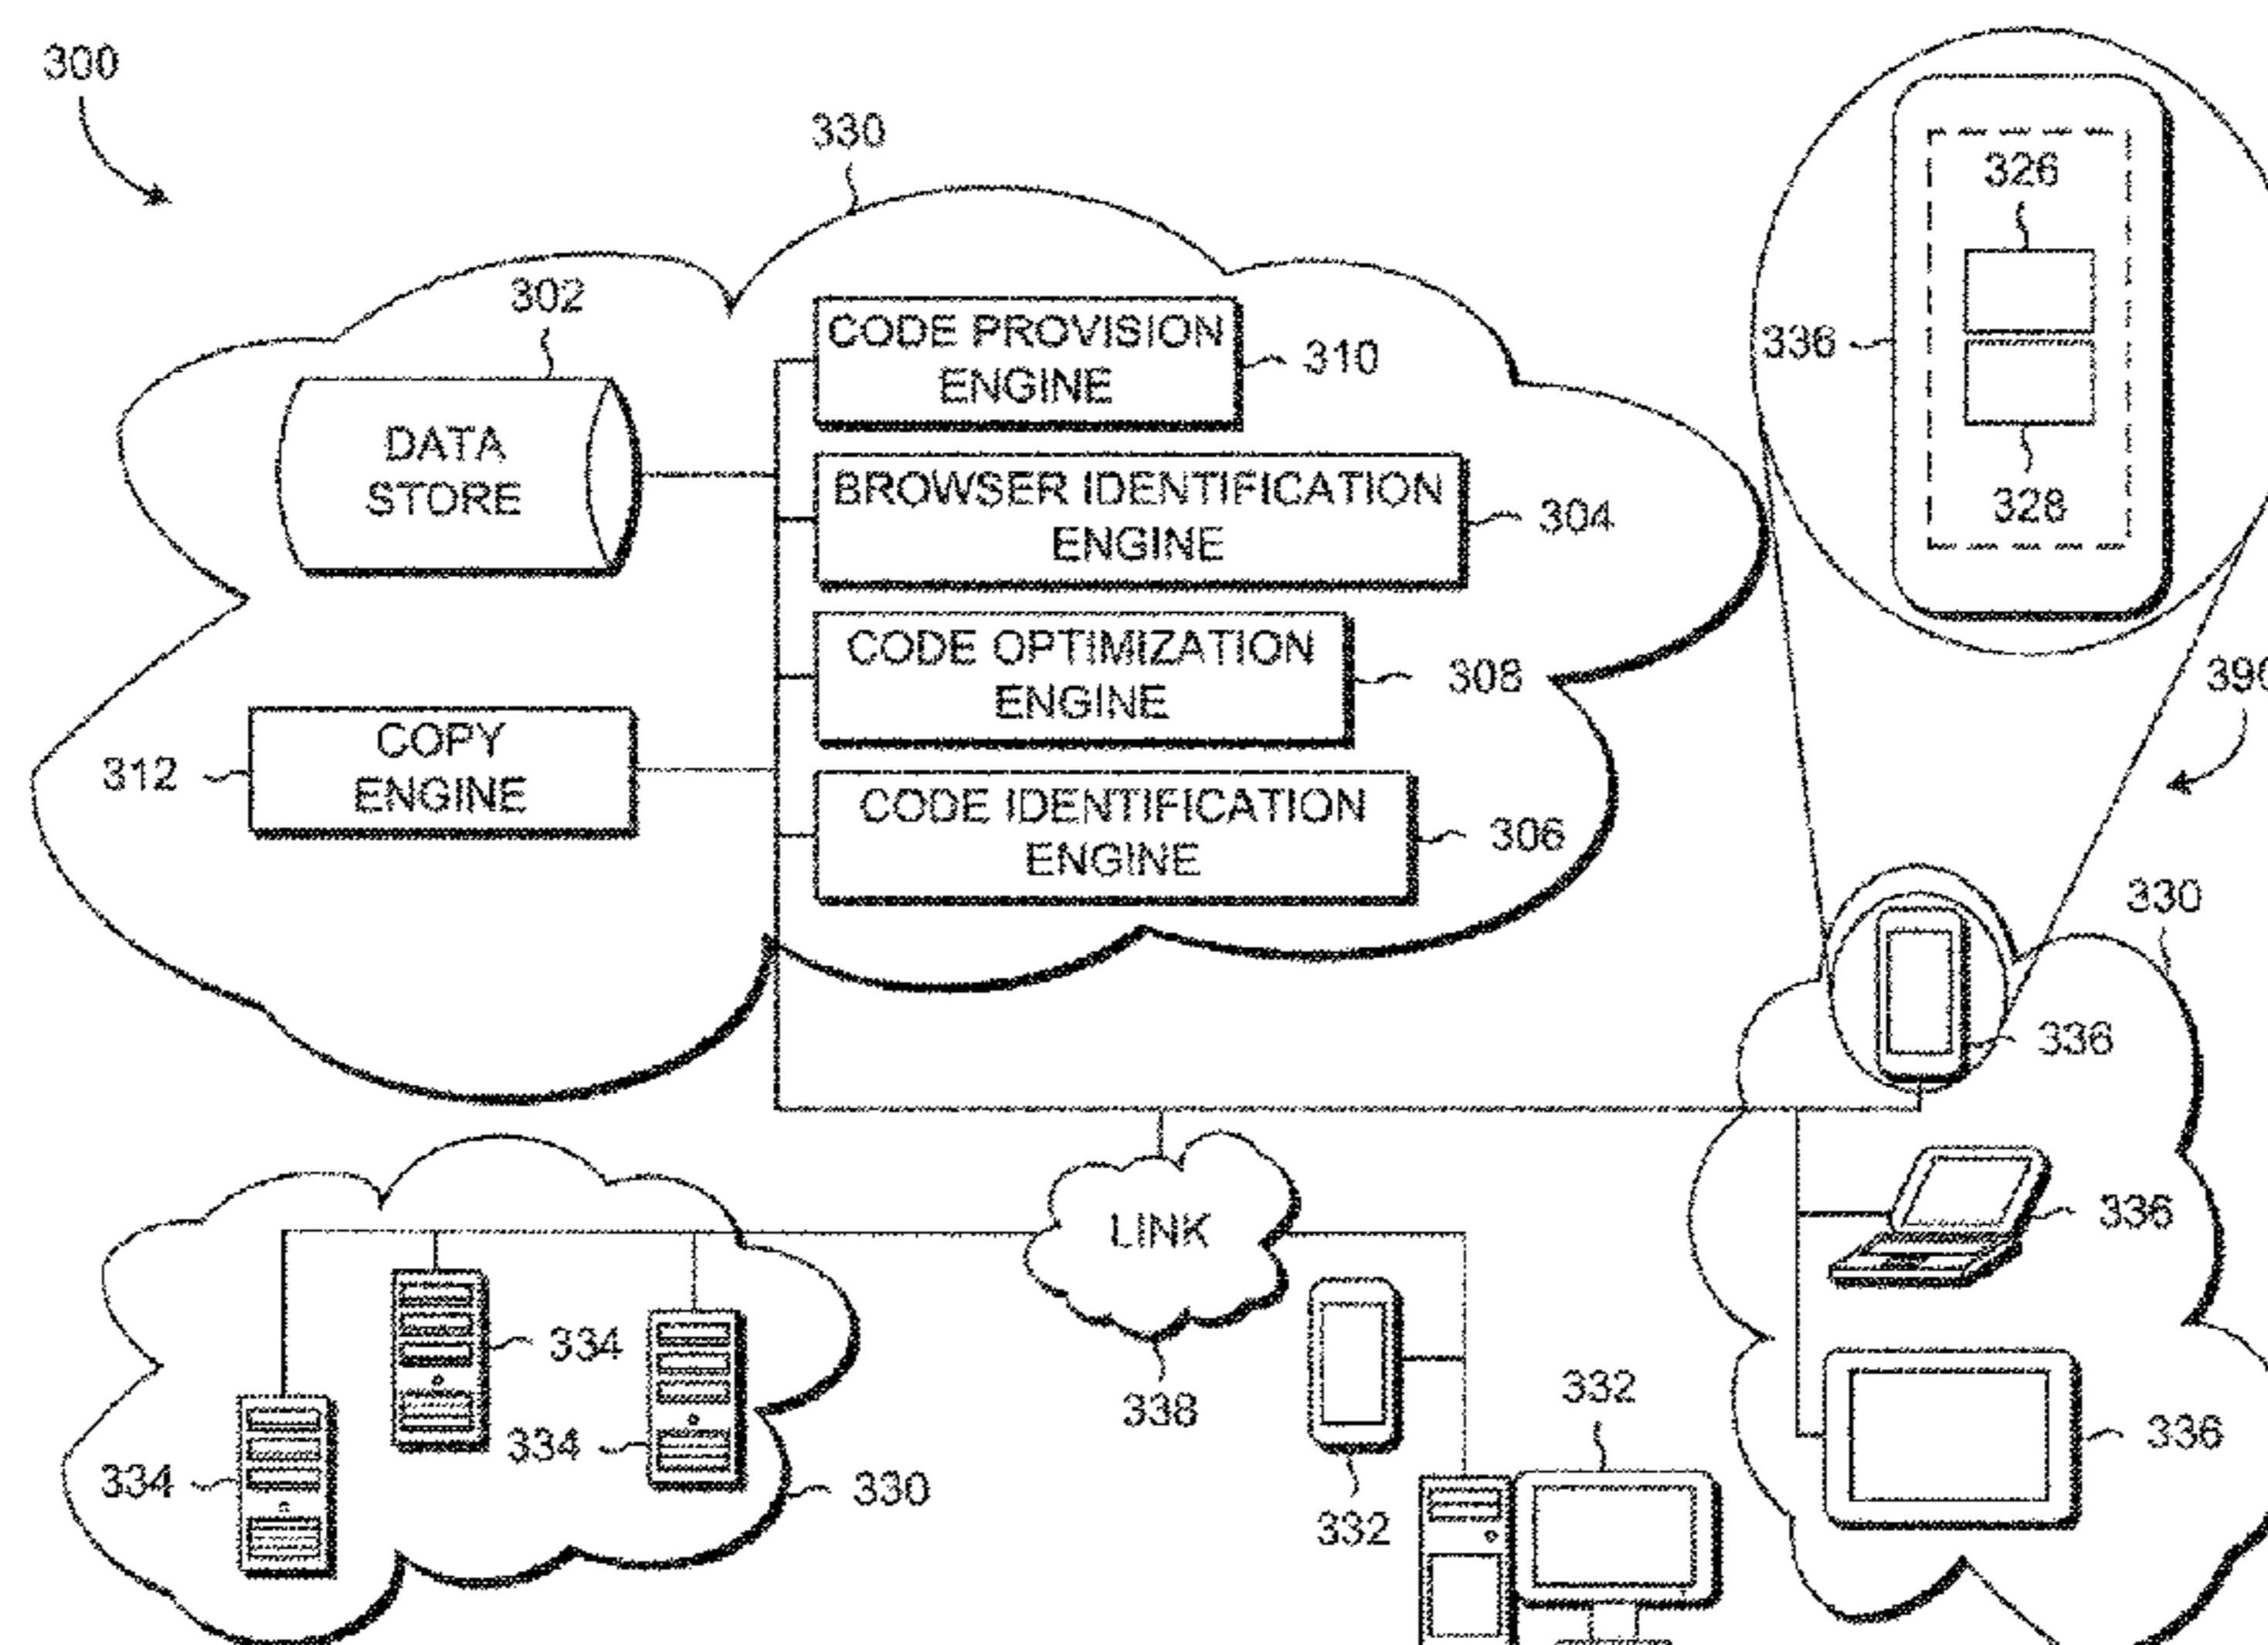 300
330
302
CODE PROVISION
ENGINE
310
DATA
STORE
BROWSER IDENTIFICATION
ENGINE
304
CODE OPTIMIZATION
ENGINE
308
COPY
ENGINE
312
CODE IDENTIFICATION
ENGINE
306
326
336
328
390
330
336
336
336
LINK
338
334
334
334
330
332
332